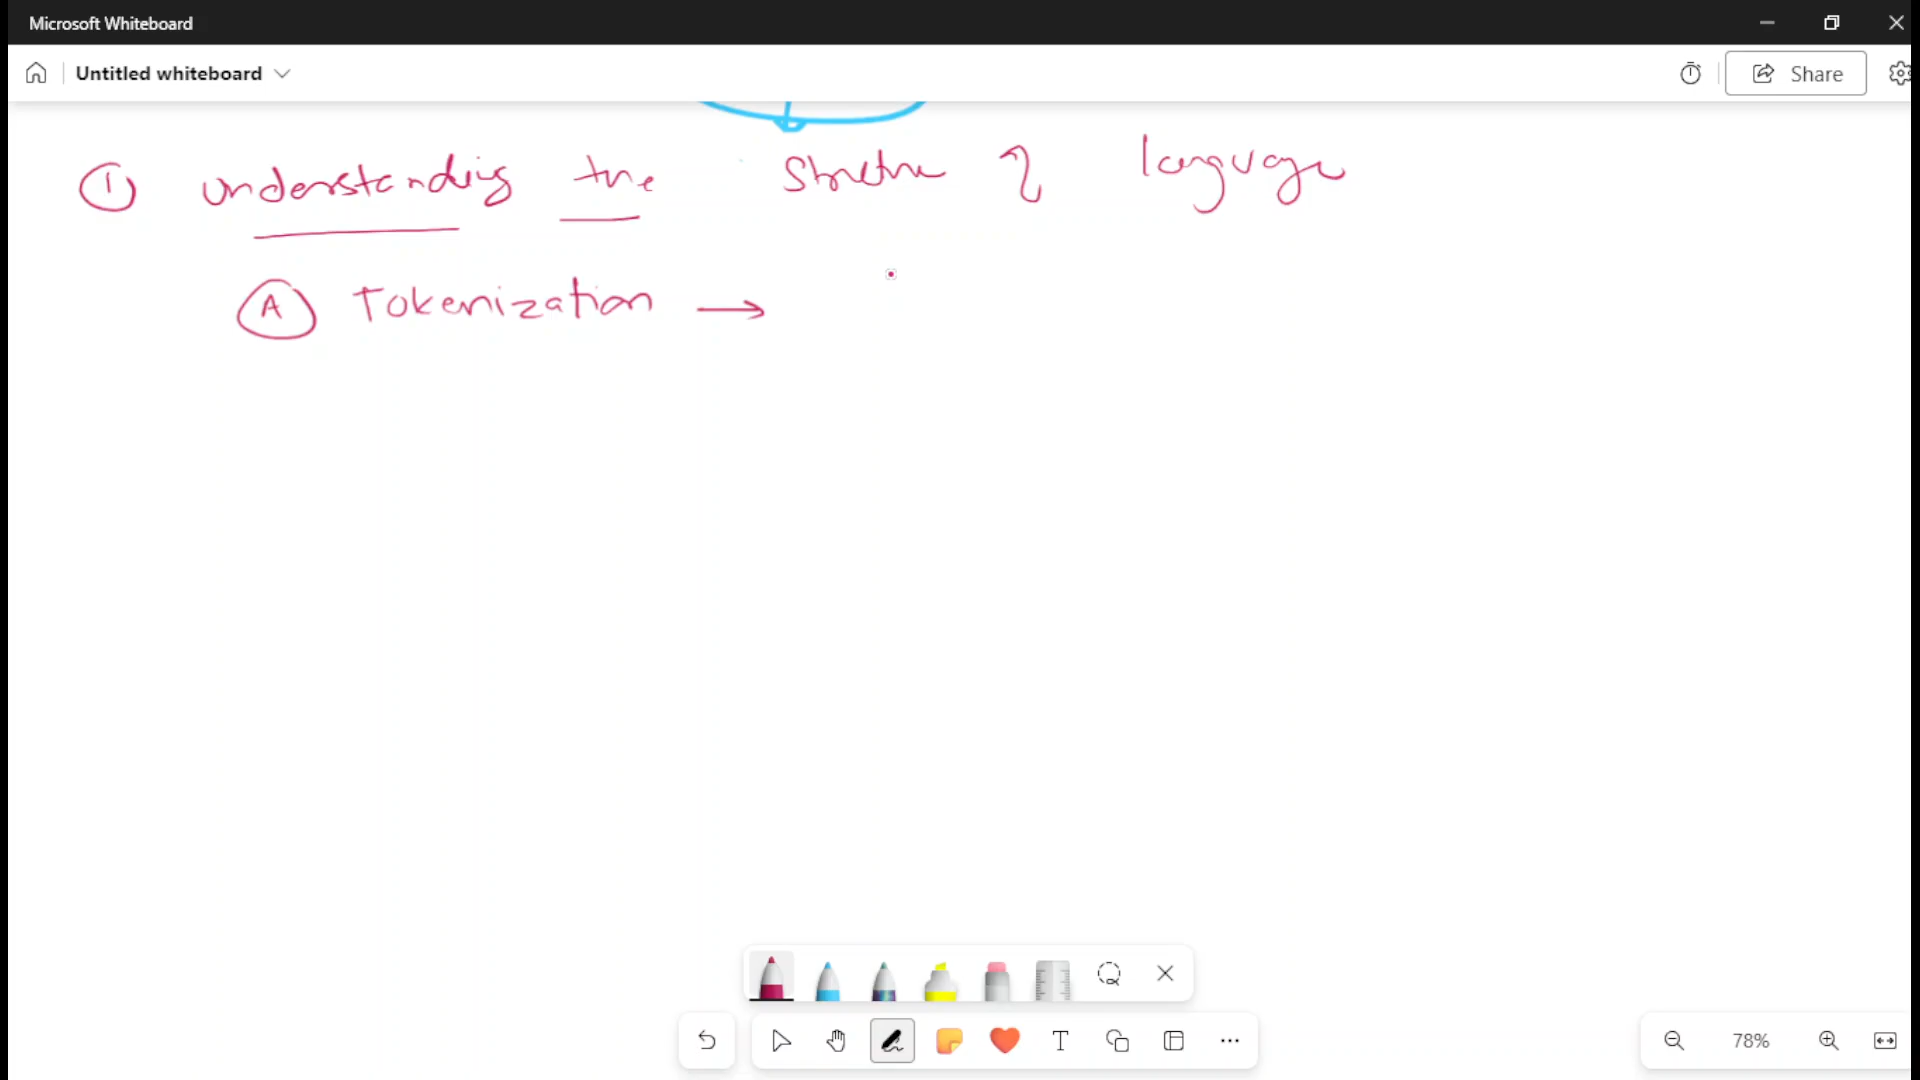 Microsoft Whiteboard
Untitled whiteboard
Share
① understanding the structure of language
Ⓐ Tokenization →
T
78%